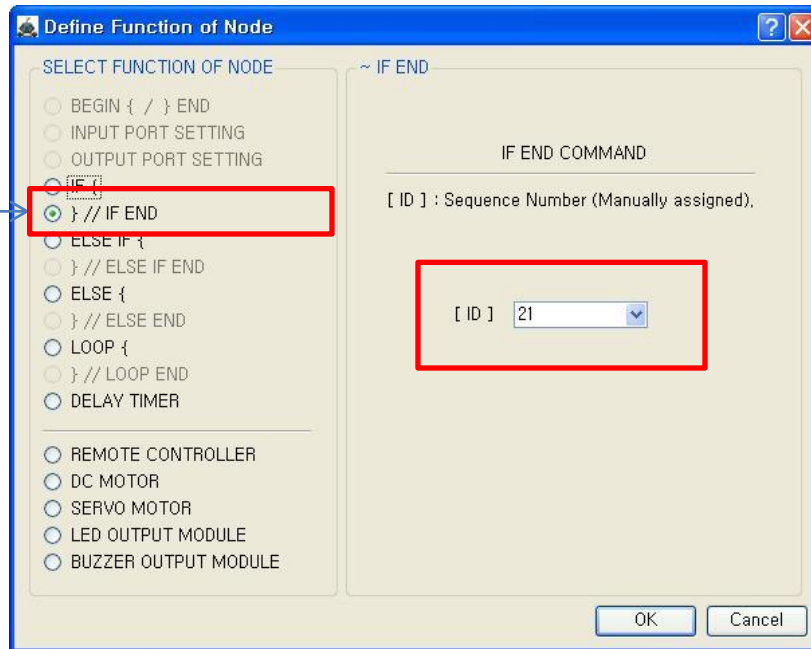 Define Function of Node
SELECT FUNCTION OF NODE
BEGIN { / } END
INPUT PORT SETTING
OUTPUT PORT SETTING
IF {
} // IF END
ELSE IF {
} // ELSE IF END
ELSE {
} // ELSE END
LOOP {
} // LOOP END
DELAY TIMER
REMOTE CONTROLLER
DC MOTOR
SERVO MOTOR
LED OUTPUT MODULE
BUZZER OUTPUT MODULE
~ IF END
IF END COMMAND
[ ID ] : Sequence Number (Manually assigned),
[ ID ] 21
OK Cancel